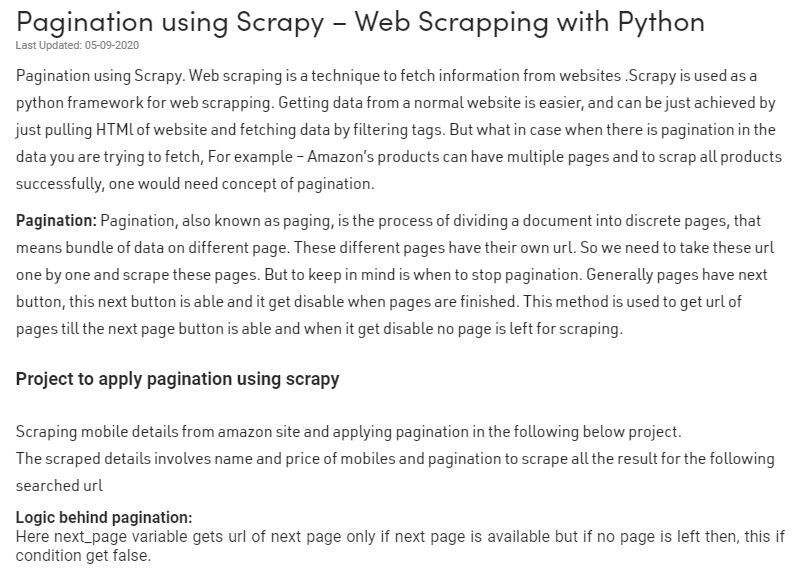 Pagination using Scrapy – Web Scrapping with Python
Last Updated: 05-09-2020
Pagination using Scrapy. Web scraping is a technique to fetch information from websites .Scrapy is used as a
python framework for web scrapping. Getting data from a normal website is easier, and can be just achieved by
just pulling HTMl of website and fetching data by filtering tags. But what in case when there is pagination in the
data you are trying to fetch, For example – Amazon's products can have multiple pages and to scrap all products
successfully, one would need concept of pagination.
Pagination: Pagination, also known as paging, is the process of dividing a document into discrete pages, that
means bundle of data on different page. These different pages have their own url. So we need to take these url
one by one and scrape these pages. But to keep in mind is when to stop pagination. Generally pages have next
button, this next button is able and it get disable when pages are finished. This method is used to get url of
pages till the next page button is able and when it get disable no page is left for scraping.
Project to apply pagination using scrapy
Scraping mobile details from amazon site and applying pagination in the following below project.
The scraped details involves name and price of mobiles and pagination to scrape all the result for the following
searched url
Logic behind pagination:
Here next_page variable gets url of next page only if next page is available but if no page is left then, this if
condition get false.